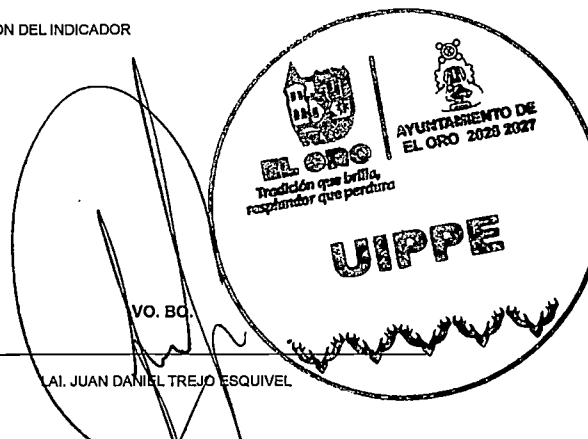 ÓN DEL INDICADOR
EL ORO
Tradición que brilla,
resplandor que perdura
AYUNTAMIENTO DE
EL ORO 2025 2027
UIPPE
VO. BO.
LAI. JUAN DANIEL TREJO ESQUIVEL